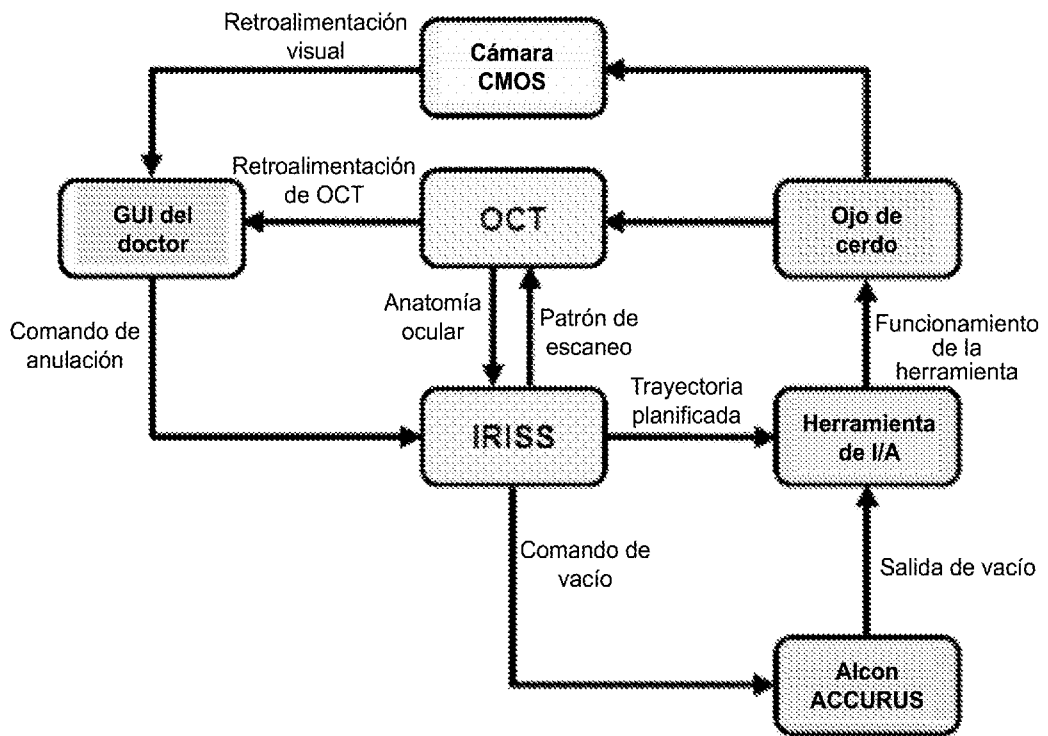 Retroalimentación
visual
Cámara
CMOS
Retroalimentación
de OCT
GUI del
doctor
OCT
Ojo de
cerdo
Comando de
anulación
Anatomía
ocular
Patrón de
escaneo
Funcionamiento
de la
herramienta
IRISS
Trayectoria
planificada
Herramienta
de I/A
Comando de
vacío
Salida de vacío
Alcon
ACCURUS